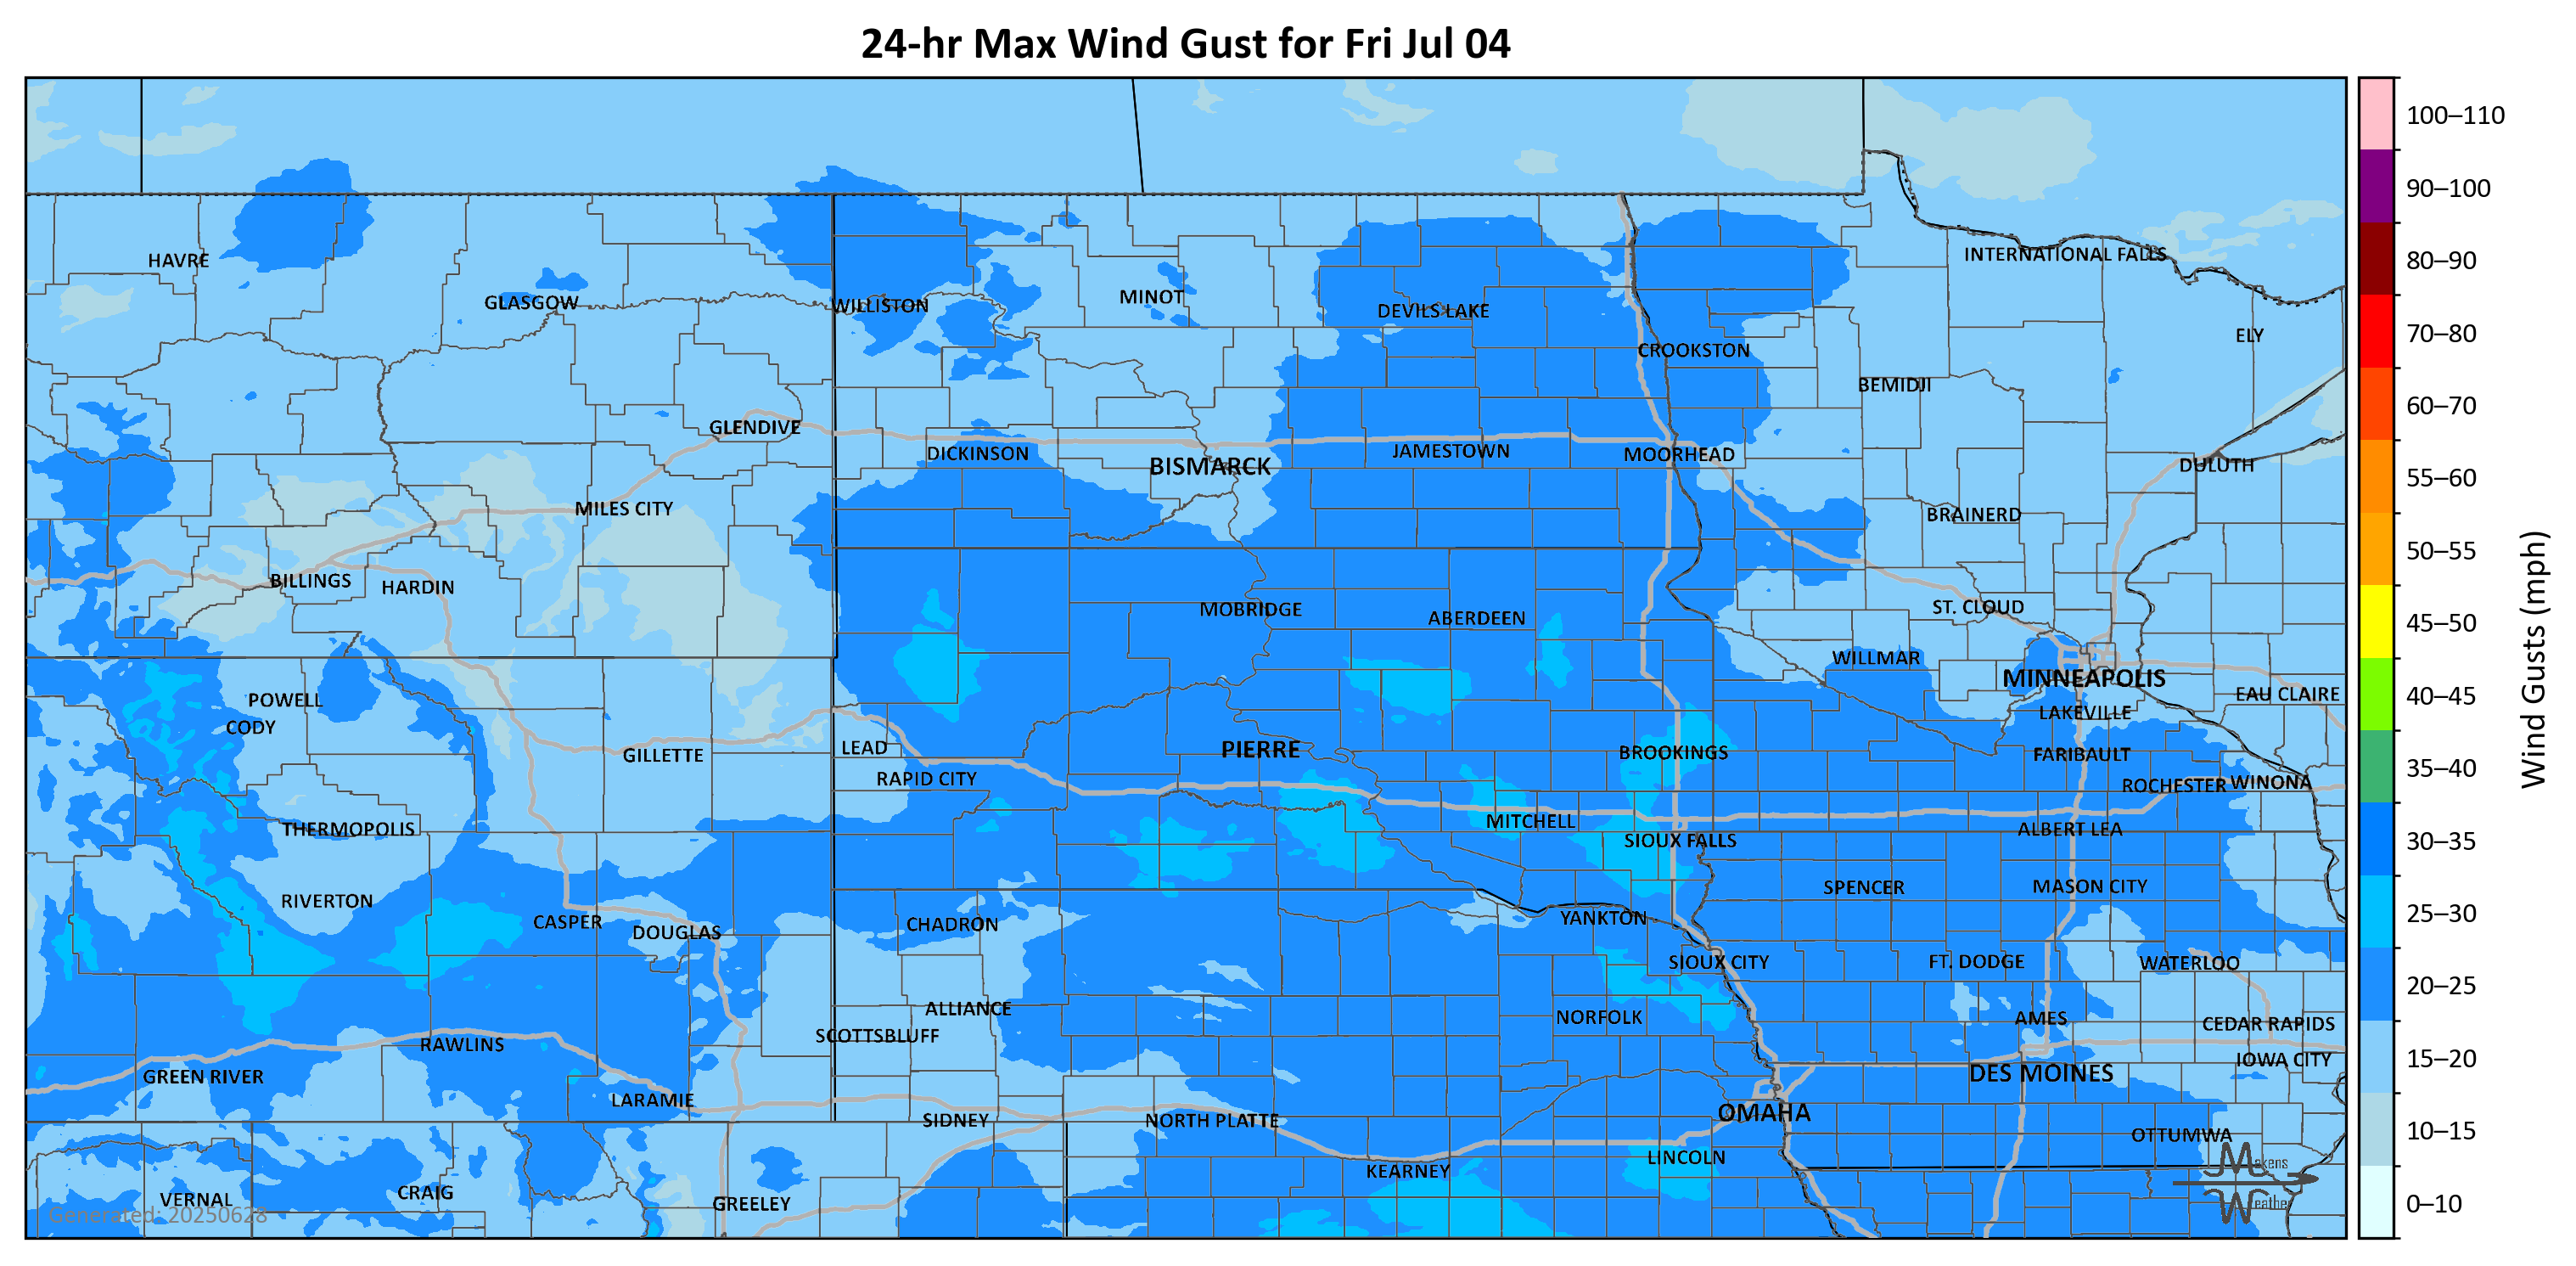 24-hr Max Wind Gust for Fri Jul 04
100–110
90–100
80–90
70–80
60–70
55–60
50–55
45–50
40–45
35–40
30–35
25–30
20–25
15–20
10–15
0–10
Wind Gusts (mph)
HAVRE
INTERNATIONAL FALLS
GLASGOW
WILLISTON
MINOT
DEVILS LAKE
ELY
CROOKSTON
BEMIDJI
GLENDIVE
DICKINSON
BISMARCK
JAMESTOWN
MOORHEAD
DULUTH
MILES CITY
BRAINERD
BILLINGS
HARDIN
MOBRIDGE
ABERDEEN
ST. CLOUD
WILLMAR
MINNEAPOLIS
EAU CLAIRE
POWELL
CODY
LAKEVILLE
GILLETTE
LEAD
PIERRE
BROOKINGS
FARIBAULT
RAPID CITY
ROCHESTER
WINONA
THERMOPOLIS
MITCHELL
SIOUX FALLS
ALBERT LEA
RIVERTON
SPENCER
MASON CITY
CASPER
DOUGLAS
CHADRON
YANKTON
SIOUX CITY
FT. DODGE
WATERLOO
ALLIANCE
NORFOLK
AMES
CEDAR RAPIDS
SCOTTSBLUFF
RAWLINS
IOWA CITY
GREEN RIVER
DES MOINES
LARAMIE
SIDNEY
NORTH PLATTE
OMAHA
OTTUMWA
KEARNEY
LINCOLN
VERNAL
CRAIG
GREELEY
Makens
Weather
Generated: 20250628